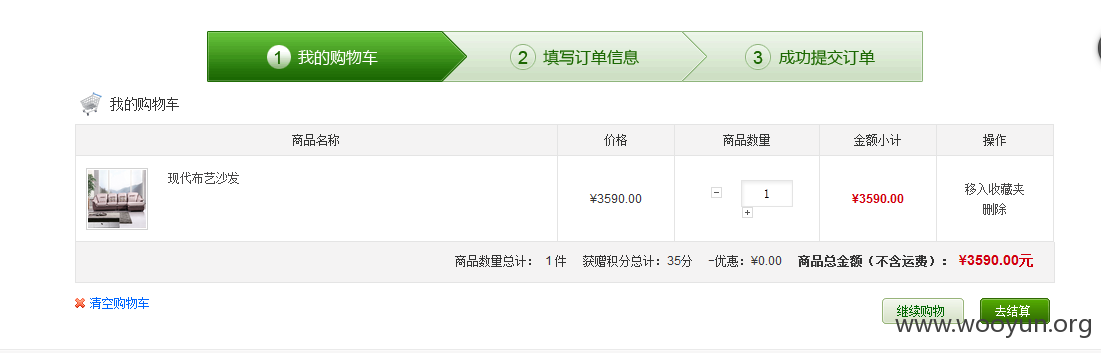 1 我的购物车 2 填写订单信息 3 成功提交订单
我的购物车
商品名称 价格 商品数量 金额小计 操作
现代布艺沙发 ¥3590.00 1 ¥3590.00 移入收藏夹
删除
商品数量总计： 1 件 获赠积分总计：35分 -优惠：¥0.00 商品总金额（不含运费）： ¥3590.00元
清空购物车 继续购物 去结算
www.wooyun.org